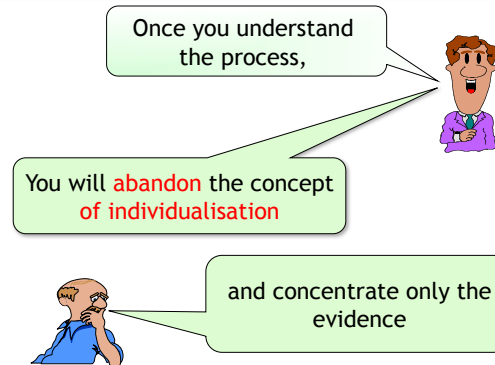 Once you understand
the process,
You will abandon the concept
of individualisation
and concentrate only the
evidence